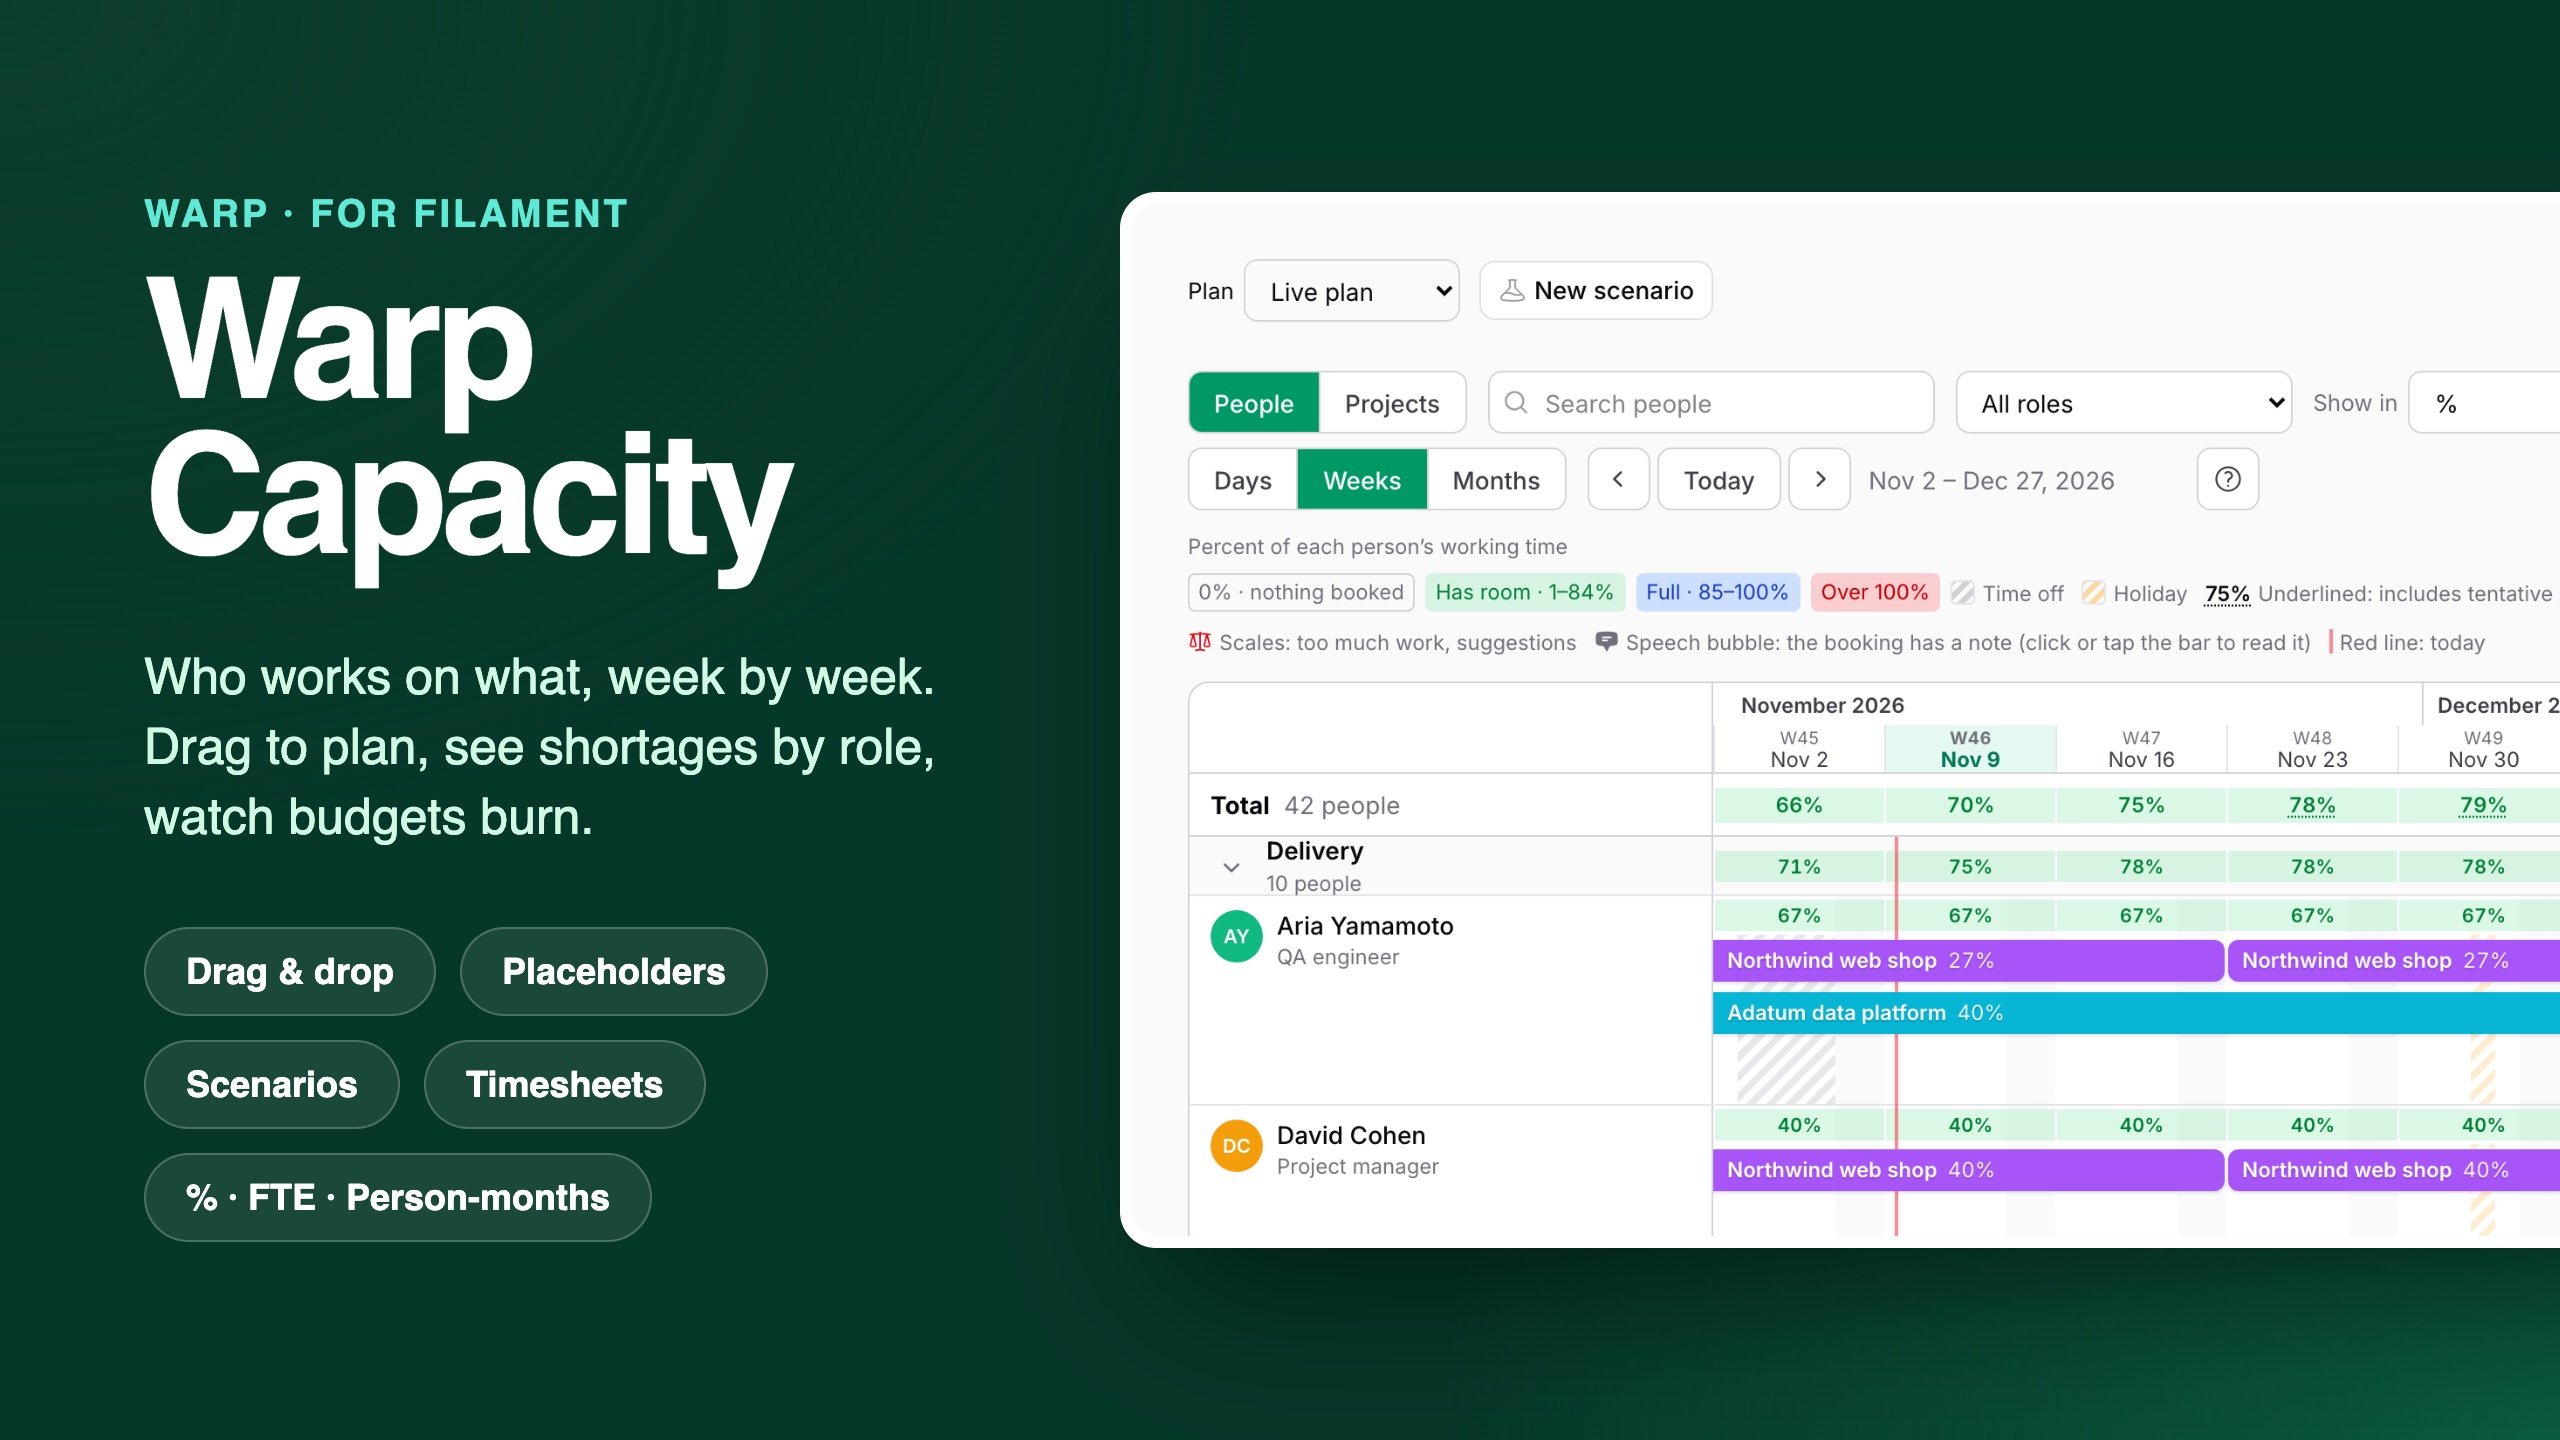 WARP · FOR FILAMENT
Warp
Capacity
Who works on what, week by week.
Drag to plan, see shortages by role,
watch budgets burn.
Drag & drop
Placeholders
Scenarios
Timesheets
% · FTE · Person-months
Plan Live plan New scenario
People Projects Search people All roles Show in %
Days Weeks Months Today Nov 2 – Dec 27, 2026
Percent of each person’s working time
0% · nothing booked Has room · 1–84% Full · 85–100% Over 100% Time off Holiday 75% Underlined: includes tentative
Scales: too much work, suggestions Speech bubble: the booking has a note (click or tap the bar to read it) Red line: today
November 2026 December 2
W45 W46 W47 W48 W49
Nov 2 Nov 9 Nov 16 Nov 23 Nov 30
Total 42 people 66% 70% 75% 78% 79%
Delivery
10 people
71% 75% 78% 78% 78%
AY Aria Yamamoto
QA engineer
67% 67% 67% 67% 67%
Northwind web shop 27% Northwind web shop 27%
Adatum data platform 40%
DC David Cohen
Project manager
40% 40% 40% 40% 40%
Northwind web shop 40% Northwind web shop 40%